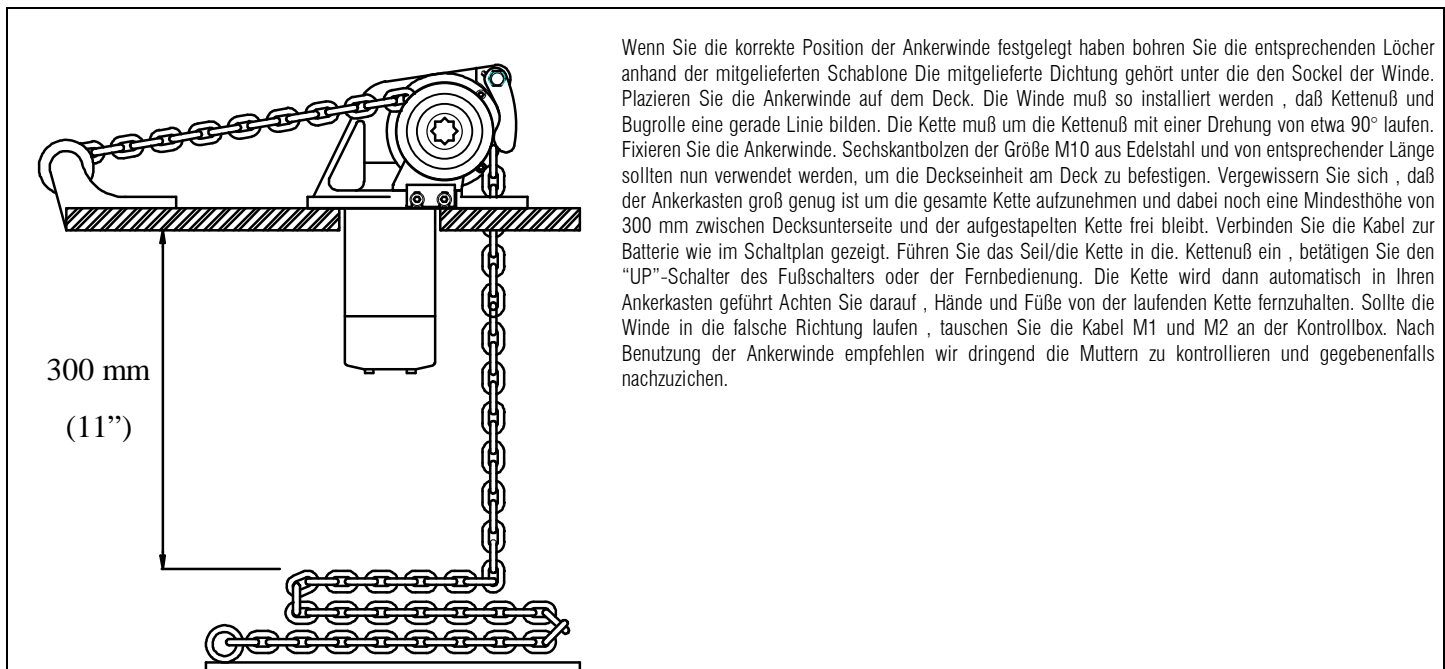 Wenn Sie die korrekte Position der Ankerwinde festgelegt haben bohren Sie die entsprechenden Löcher
anhand der mitgelieferten Schablone Die mitgelieferte Dichtung gehört unter die den Sockel der Winde.
Plazieren Sie die Ankerwinde auf dem Deck. Die Winde muß so installiert werden , daß Kettenuß und
Bugrolle eine gerade Linie bilden. Die Kette muß um die Kettenuß mit einer Drehung von etwa 90° laufen.
Fixieren Sie die Ankerwinde. Sechskantbolzen der Größe M10 aus Edelstahl und von entsprechender Länge
sollten nun verwendet werden, um die Deckseinheit am Deck zu befestigen. Vergewissern Sie sich , daß
der Ankerkasten groß genug ist um die gesamte Kette aufzunehmen und dabei noch eine Mindesthöhe von
300 mm zwischen Decksunterseite und der aufgestapelten Kette frei bleibt. Verbinden Sie die Kabel zur
Batterie wie im Schaltplan gezeigt. Führen Sie das Seil/die Kette in die. Kettenuß ein , betätigen Sie den
“UP”-Schalter des Fußschalters oder der Fernbedienung. Die Kette wird dann automatisch in Ihren
Ankerkasten geführt Achten Sie darauf , Hände und Füße von der laufenden Kette fernzuhalten. Sollte die
Winde in die falsche Richtung laufen , tauschen Sie die Kabel M1 und M2 an der Kontrollbox. Nach
Benutzung der Ankerwinde empfehlen wir dringend die Muttern zu kontrollieren und gegebenenfalls
nachzuzichen.
300 mm
(11”)